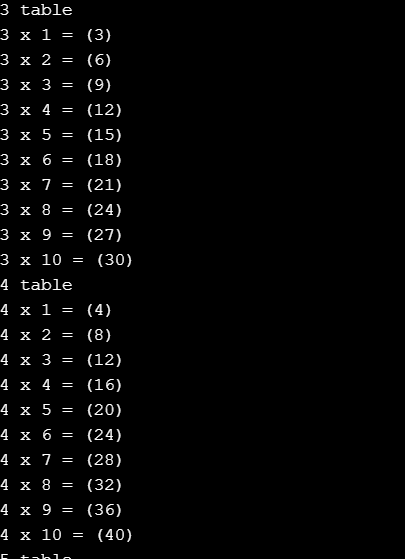 3 table
3 x 1 = (3)
3 x 2 = (6)
3 x 3 = (9)
3 x 4 = (12)
3 x 5 = (15)
3 x 6 = (18)
3 x 7 = (21)
3 x 8 = (24)
3 x 9 = (27)
3 x 10 = (30)
4 table
4 x 1 = (4)
4 x 2 = (8)
4 x 3 = (12)
4 x 4 = (16)
4 x 5 = (20)
4 x 6 = (24)
4 x 7 = (28)
4 x 8 = (32)
4 x 9 = (36)
4 x 10 = (40)
5 table